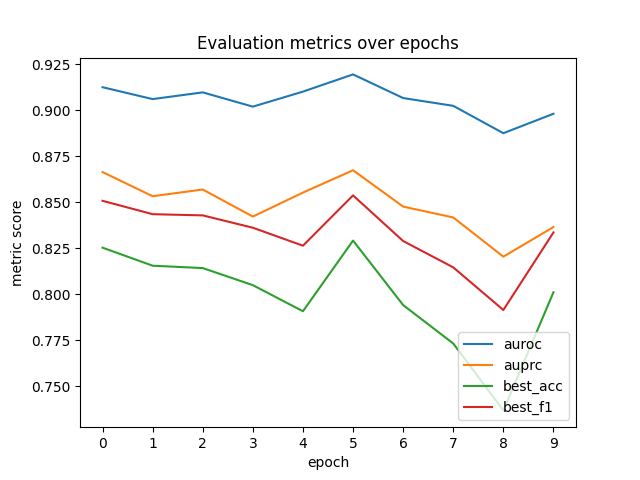 Evaluation metrics over epochs
metric score
0.925
0.900
0.875
0.850
0.825
0.800
0.775
0.750
auroc
auprc
best_acc
best_f1
0 1 2 3 4 5 6 7 8 9
epoch